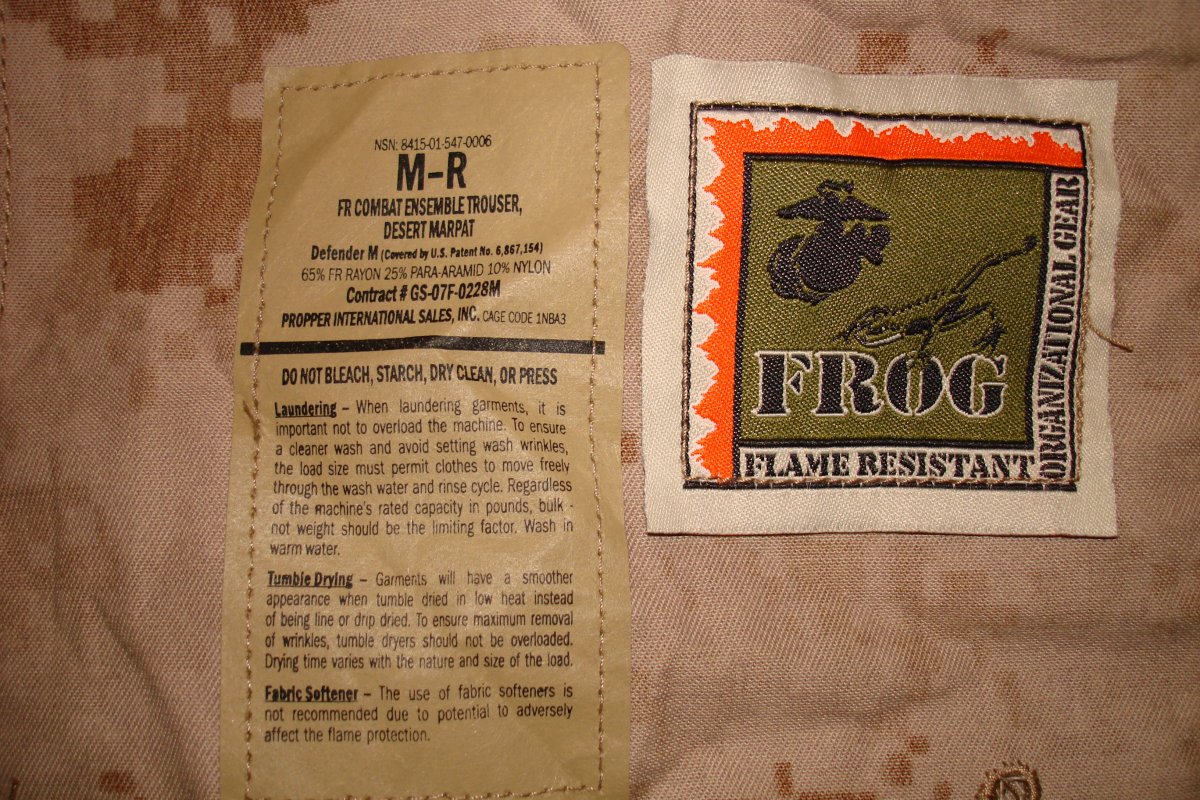 NSN: 8415-01-547-0006
M-R
FR COMBAT ENSEMBLE TROUSER,
DESERT MARPAT
Defender M (Covered by U.S. Patent No. 6,867,154)
65% FR RAYON 25% PARA-ARAMID 10% NYLON
Contract # GS-07F-0228M
PROPPER INTERNATIONAL SALES, INC. CAGE CODE 1NBA3
DO NOT BLEACH, STARCH, DRY CLEAN, OR PRESS
Laundering – When laundering garments, it is
important not to overload the machine. To ensure
a cleaner wash and avoid setting wash wrinkles,
the load size must permit clothes to move freely
through the wash water and rinse cycle. Regardless
of the machine's rated capacity in pounds, bulk -
not weight should be the limiting factor. Wash in
warm water.
Tumble Drying – Garments will have a smoother
appearance when tumble dried in low heat instead
of being line or drip dried. To ensure maximum removal
of wrinkles, tumble dryers should not be overloaded.
Drying time varies with the nature and size of the load.
Fabric Softener – The use of fabric softeners is
not recommended due to potential to adversely
affect the flame protection.
FROG
FLAME RESISTANT
ORGANIZATIONAL GEAR